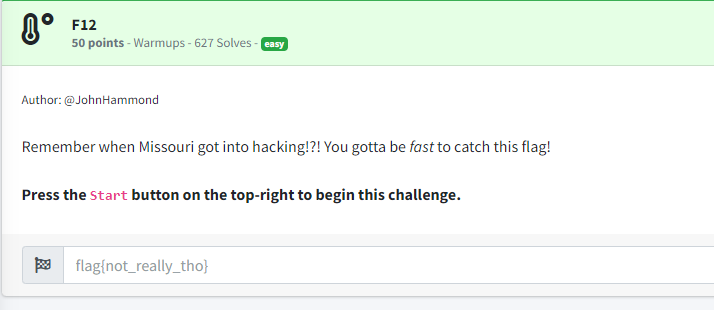 F12
50 points - Warmups - 627 Solves - easy
Author: @JohnHammond
Remember when Missouri got into hacking!?! You gotta be fast to catch this flag!
Press the Start button on the top-right to begin this challenge.
flag{not_really_tho}